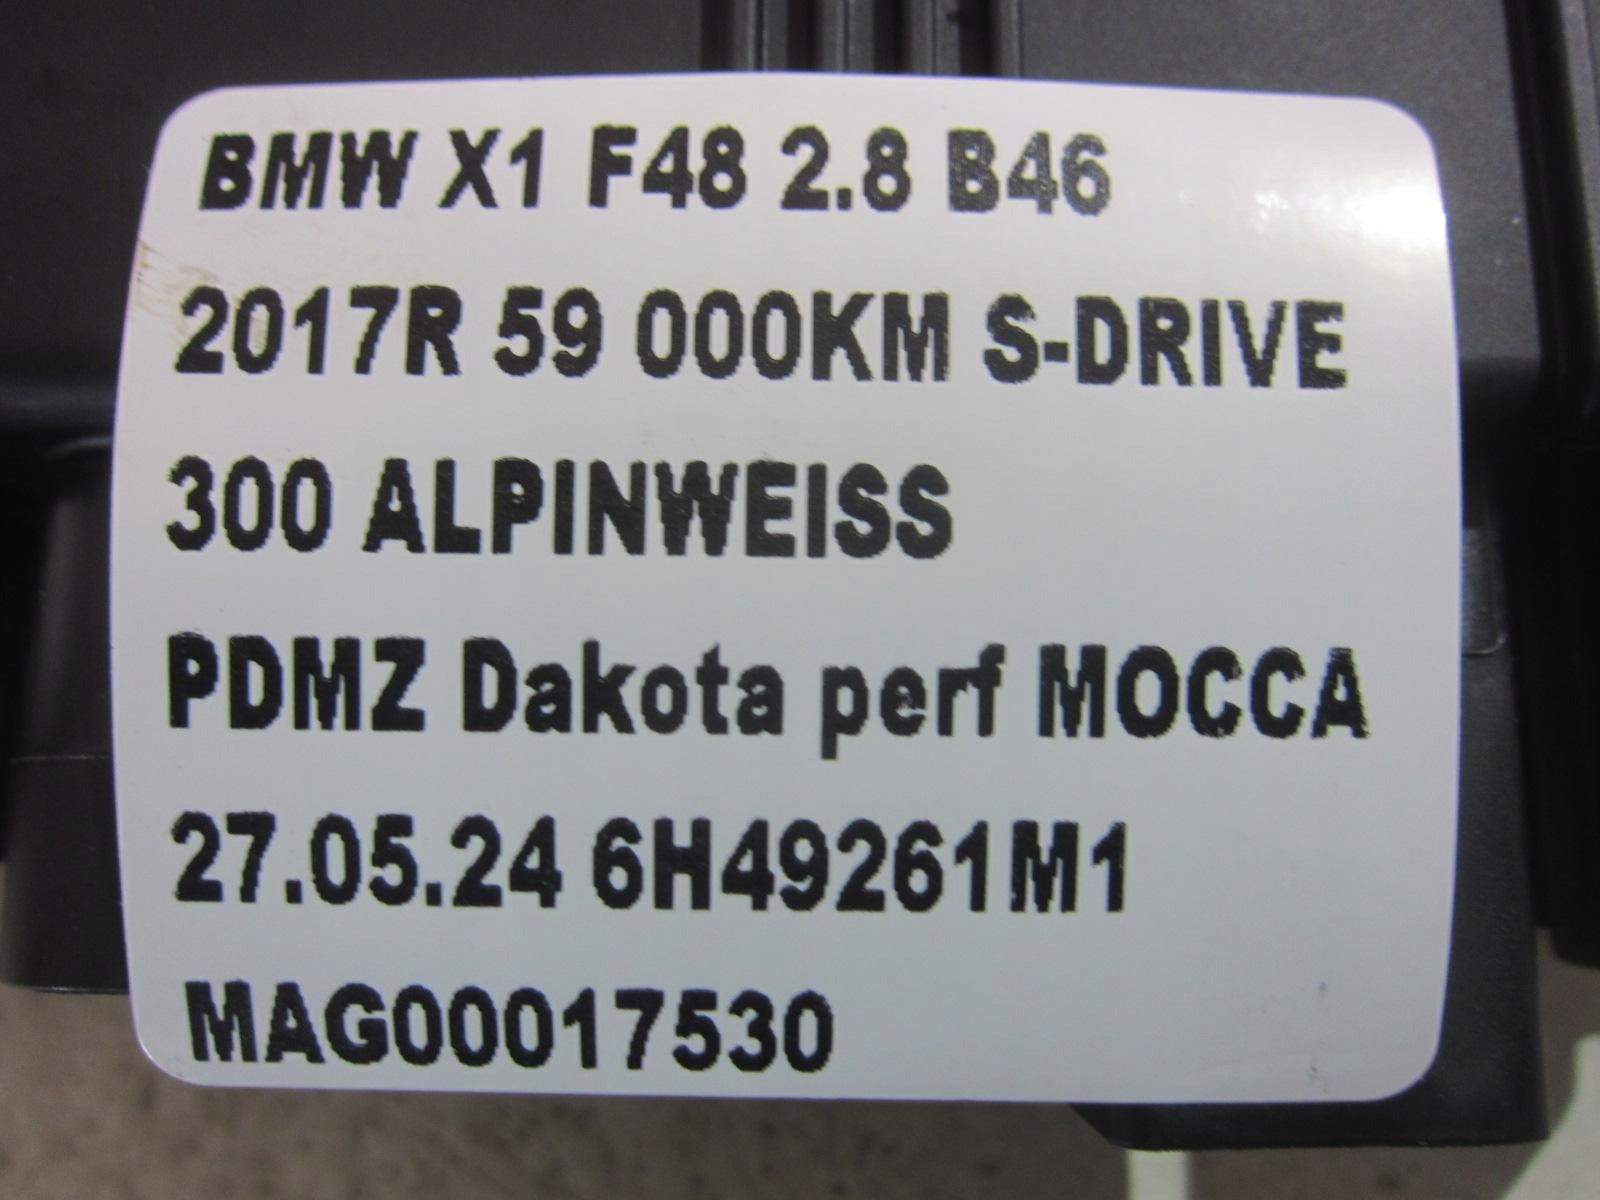 BMW X1 F48 2.8 B46
2017R 59 000KM S-DRIVE
300 ALPINWEISS
PDMZ Dakota perf MOCCA
27.05.24 6H49261M1
MAG00017530